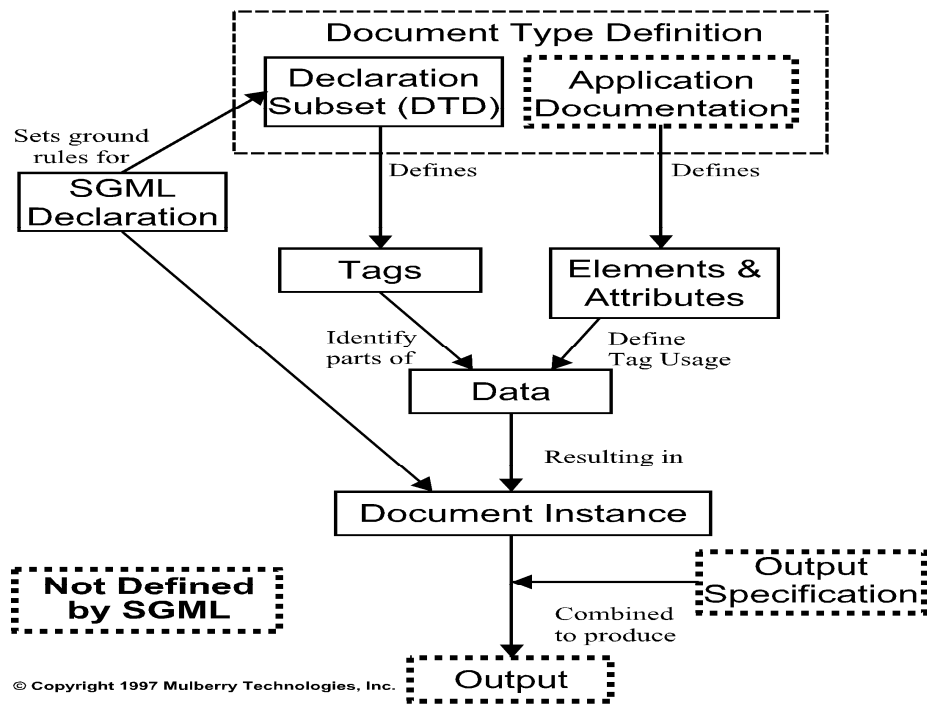 Document Type Definition
Declaration
Subset (DTD)
Application
Documentation
Sets ground
rules for
Defines
Defines
SGML
Declaration
Tags
Elements &
Attributes
Identify
parts of
Define
Tag Usage
Data
Resulting in
Document Instance
Not Defined
by SGML
Output
Specification
Combined
to produce
Output
© Copyright 1997 Mulberry Technologies, Inc.